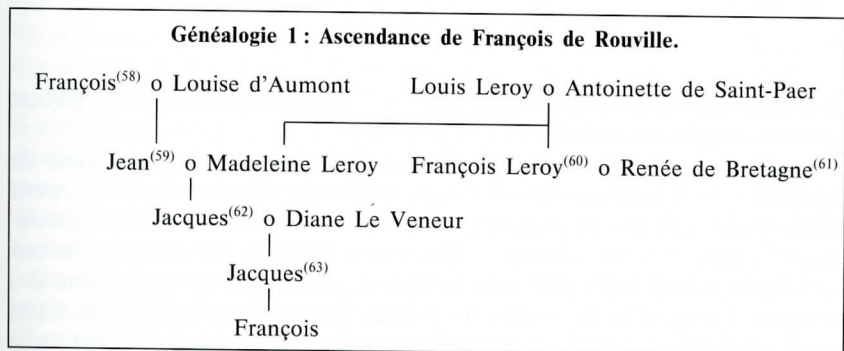 Généalogie 1 : Ascendance de François de Rouville.
François(58) o Louise d'Aumont Louis Leroy o Antoinette de Saint-Paer
Jean(59) o Madeleine Leroy François Leroy(60) o Renée de Bretagne(61)
Jacques(62) o Diane Le Veneur
Jacques(63)
François